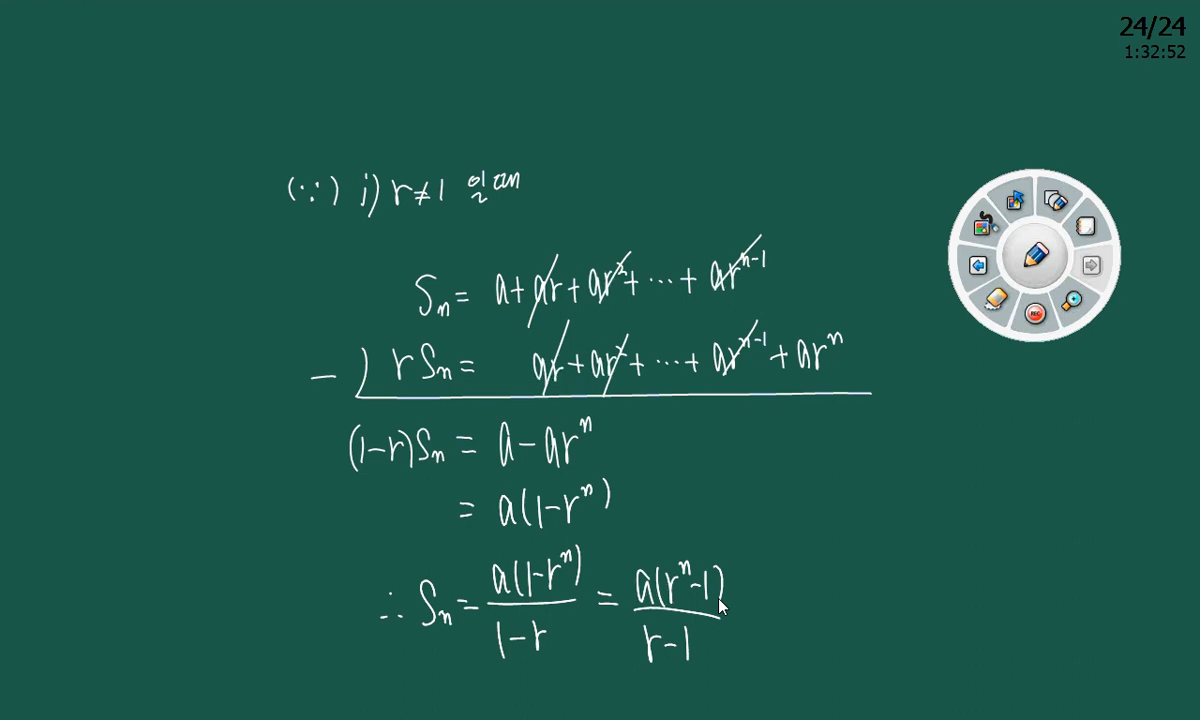 24/24
1:32:52
(∵) i) r≠1 일 때
Sₙ = a + ar + ar² + ⋯ + arⁿ⁻¹
−) rSₙ = ar + ar² + ⋯ + arⁿ⁻¹ + arⁿ
(1−r)Sₙ = a − arⁿ
= a(1−rⁿ)
∴ Sₙ = a(1−rⁿ)/(1−r) = a(rⁿ−1)/(r−1)
REC